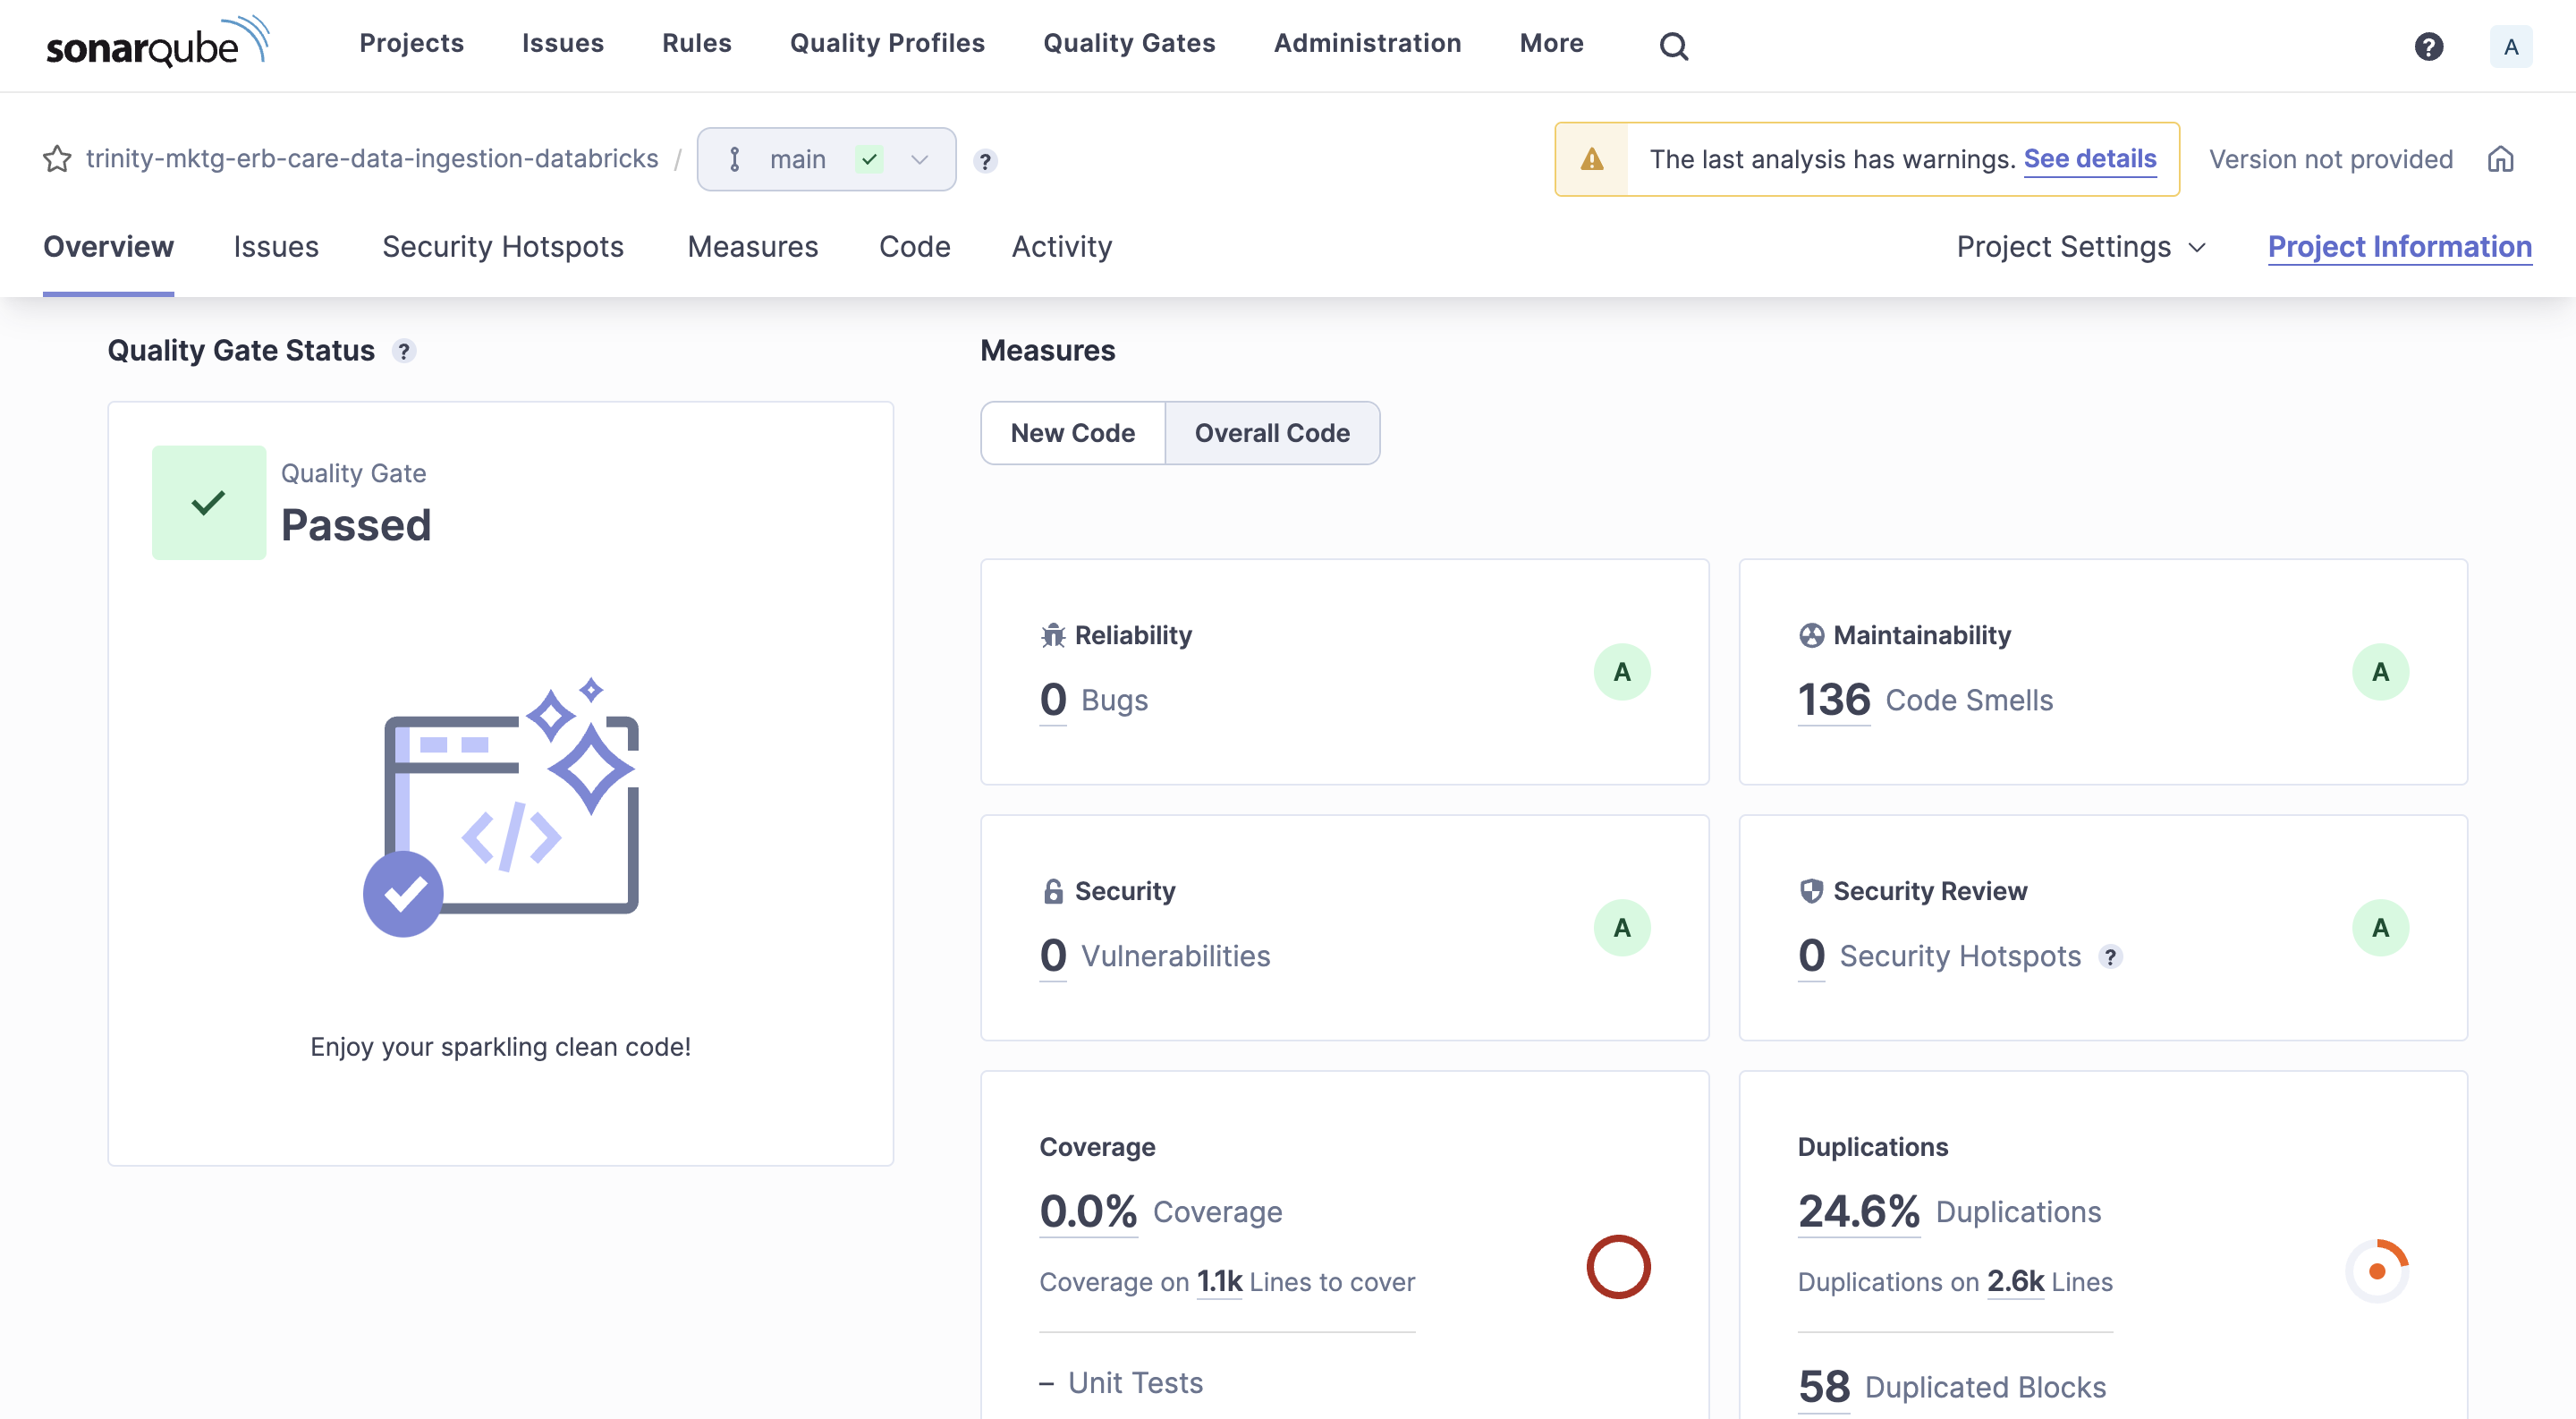 sonarqube
Projects Issues Rules Quality Profiles Quality Gates Administration More
? A
trinity-mktg-erb-care-data-ingestion-databricks / main ?
The last analysis has warnings. See details Version not provided
Overview Issues Security Hotspots Measures Code Activity
Project Settings Project Information
Quality Gate Status ?
Quality Gate
Passed
</>
Enjoy your sparkling clean code!
Measures
New Code Overall Code
Reliability
0 Bugs
A
Maintainability
136 Code Smells
A
Security
0 Vulnerabilities
A
Security Review
0 Security Hotspots ?
A
Coverage
0.0% Coverage
Coverage on 1.1k Lines to cover
– Unit Tests
Duplications
24.6% Duplications
Duplications on 2.6k Lines
58 Duplicated Blocks